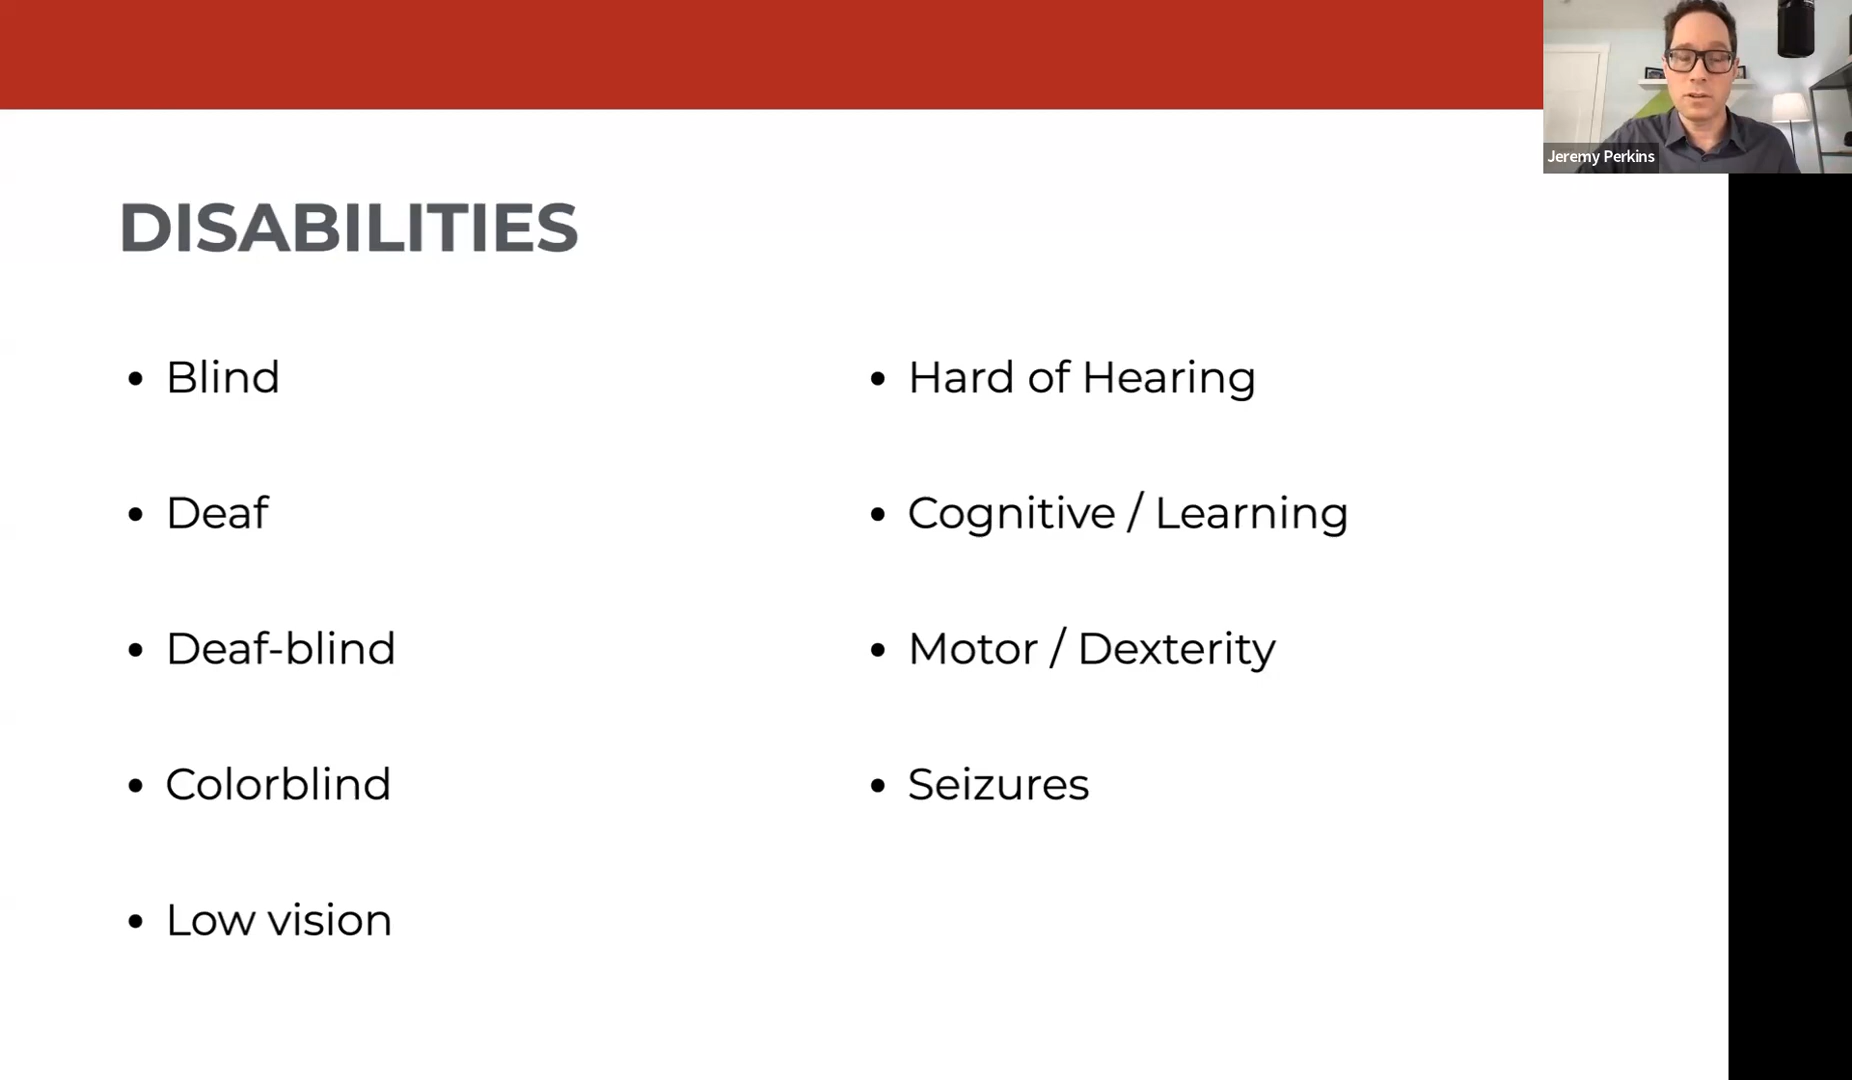 Jeremy Perkins
DISABILITIES
• Blind
• Deaf
• Deaf-blind
• Colorblind
• Low vision
• Hard of Hearing
• Cognitive / Learning
• Motor / Dexterity
• Seizures